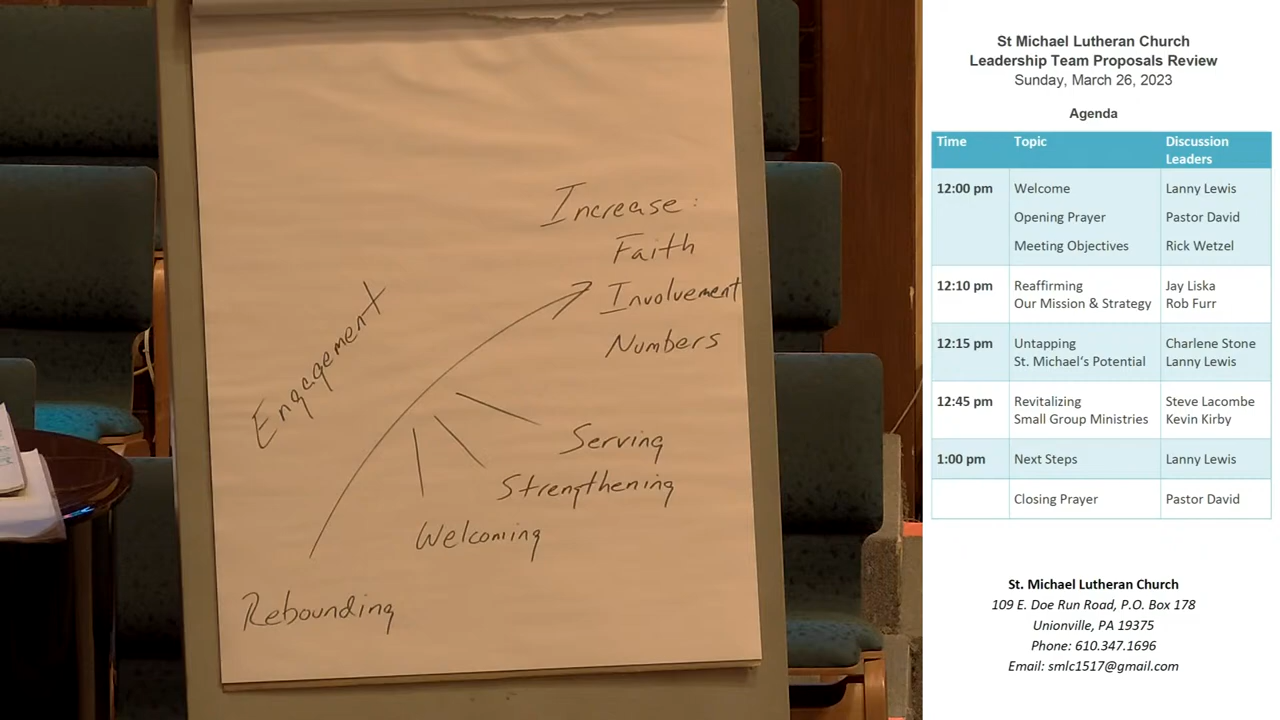 Increase:
Faith
Involvement
Numbers
Engagement
Serving
Strengthening
Welcoming
Rebounding
St Michael Lutheran Church
Leadership Team Proposals Review
Sunday, March 26, 2023
Agenda
Time Topic Discussion Leaders
12:00 pm Welcome Lanny Lewis
Opening Prayer Pastor David
Meeting Objectives Rick Wetzel
12:10 pm Reaffirming Jay Liska
Our Mission & Strategy Rob Furr
12:15 pm Untapping Charlene Stone
St. Michael's Potential Lanny Lewis
12:45 pm Revitalizing Steve Lacombe
Small Group Ministries Kevin Kirby
1:00 pm Next Steps Lanny Lewis
Closing Prayer Pastor David
St. Michael Lutheran Church
109 E. Doe Run Road, P.O. Box 178
Unionville, PA 19375
Phone: 610.347.1696
Email: smlc1517@gmail.com